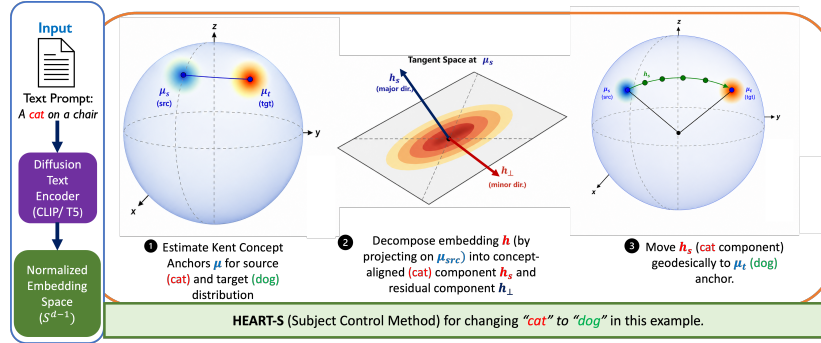 Input
Text Prompt:
A cat on a chair
Diffusion
Text
Encoder
(CLIP/ T5)
Normalized
Embedding
Space
(S^{d−1})
z
μs
(src)
μt
(tgt)
y
x
1 Estimate Kent Concept
Anchors μ for source
(cat) and target (dog)
distribution
Tangent Space at μs
hs
(major dir.)
h⊥
(minor dir.)
2 Decompose embedding h (by
projecting on μsrc) into concept-
aligned (cat) component hs and
residual component h⊥
z
hs
μs
(src)
μt
(tgt)
y
x
3 Move hs (cat component)
geodesically to μt (dog)
anchor.
HEART-S (Subject Control Method) for changing “cat” to “dog” in this example.